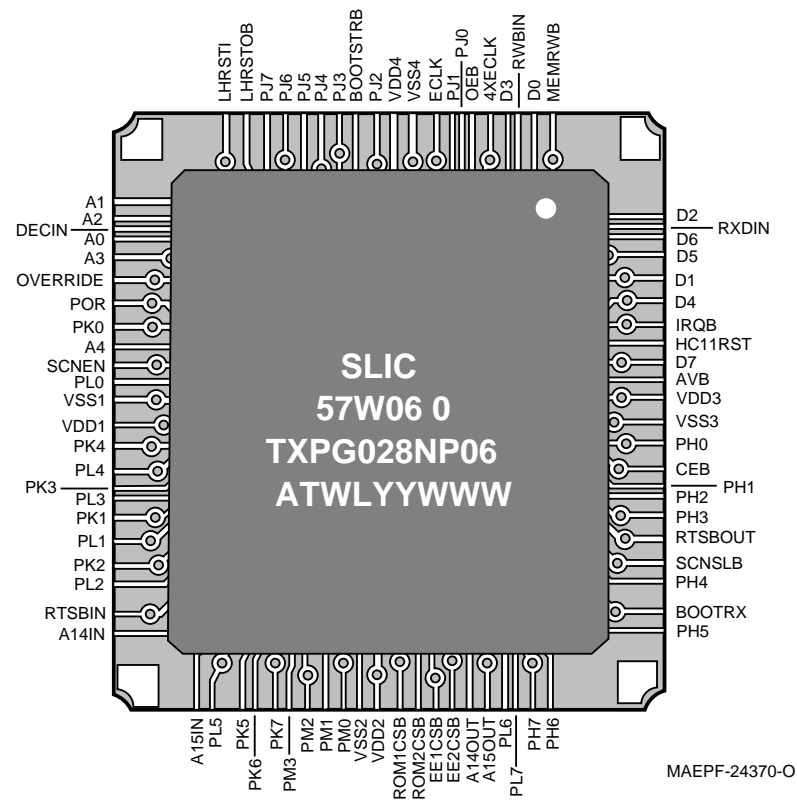 LHRSTI
LHRSTOB
PJ7
PJ6
PJ5
PJ4
PJ3
BOOTSTRB
PJ2
VDD4
VSS4
ECLK
PJ1
PJ0
OEB
4XECLK
D3
RWBIN
D0
MEMRWB
A1
A2
DECIN
A0
A3
OVERRIDE
POR
PK0
A4
SCNEN
PL0
VSS1
VDD1
PK4
PL4
PK3
PL3
PK1
PL1
PK2
PL2
RTSBIN
A14IN
SLIC
57W06 0
TXPG028NP06
ATWLYYWWW
D2
RXDIN
D6
D5
D1
D4
IRQB
HC11RST
D7
AVB
VDD3
VSS3
PH0
CEB
PH1
PH2
PH3
RTSBOUT
SCNSLB
PH4
BOOTRX
PH5
A15IN
PL5
PK5
PK6
PK7
PM3
PM2
PM1
PM0
VSS2
VDD2
ROM1CSB
ROM2CSB
EE1CSB
EE2CSB
A14OUT
A15OUT
PL6
PL7
PH7
PH6
MAEPF-24370-O